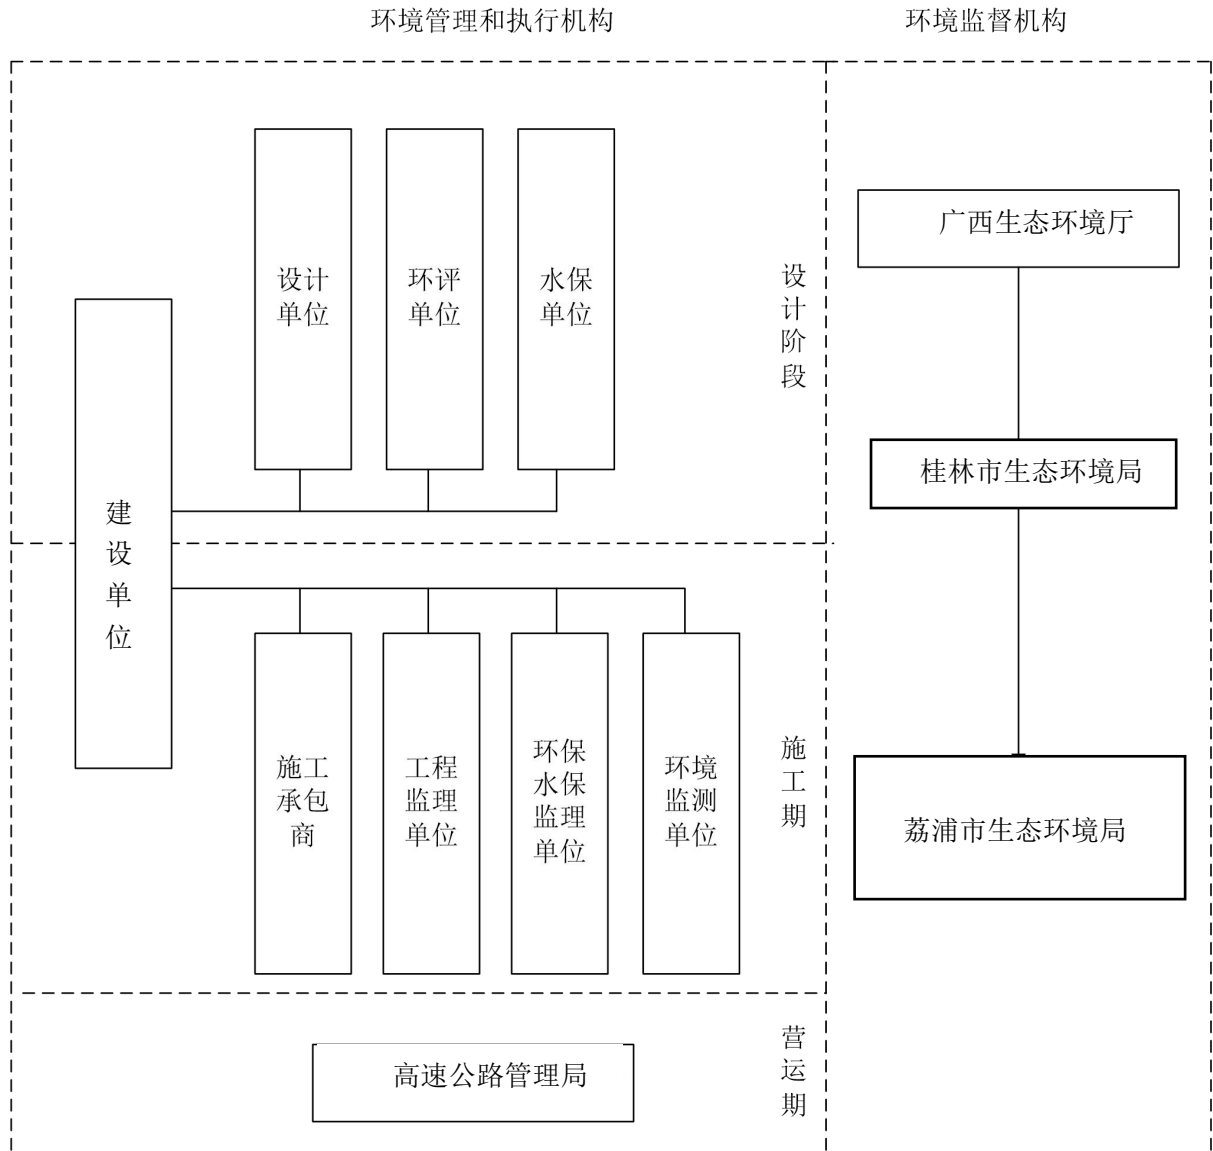 环境管理和执行机构
环境监督机构
设计
单位
环评
单位
水保
单位
设
计
阶
段
广西生态环境厅
桂林市生态环境局
建
设
单
位
施工
承包
商
工程
监理
单位
环保
水保
监理
单位
环境
监测
单位
施
工
期
荔浦市生态环境局
高速公路管理局
营
运
期